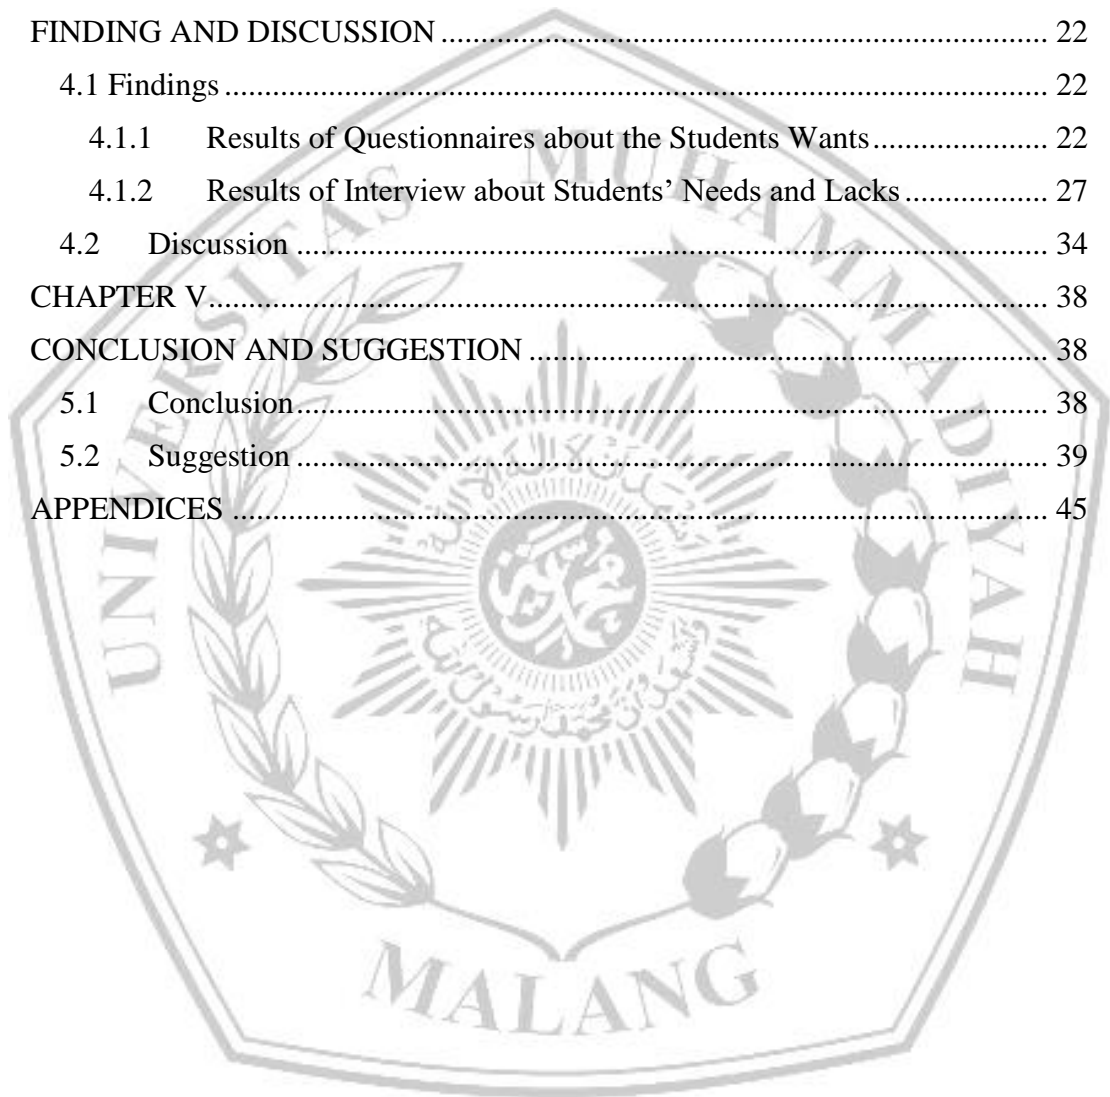 FINDING AND DISCUSSION ........................................................................... 22
4.1 Findings ...................................................................................................... 22
4.1.1 Results of Questionnaires about the Students Wants ..................... 22
4.1.2 Results of Interview about Students’ Needs and Lacks .................. 27
4.2 Discussion ............................................................................................. 34
CHAPTER V ........................................................................................................ 38
CONCLUSION AND SUGGESTION ................................................................ 38
5.1 Conclusion ............................................................................................. 38
5.2 Suggestion ............................................................................................. 39
APPENDICES ..................................................................................................... 45
UNIVERSITAS MUHAMMADIYAH
MALANG